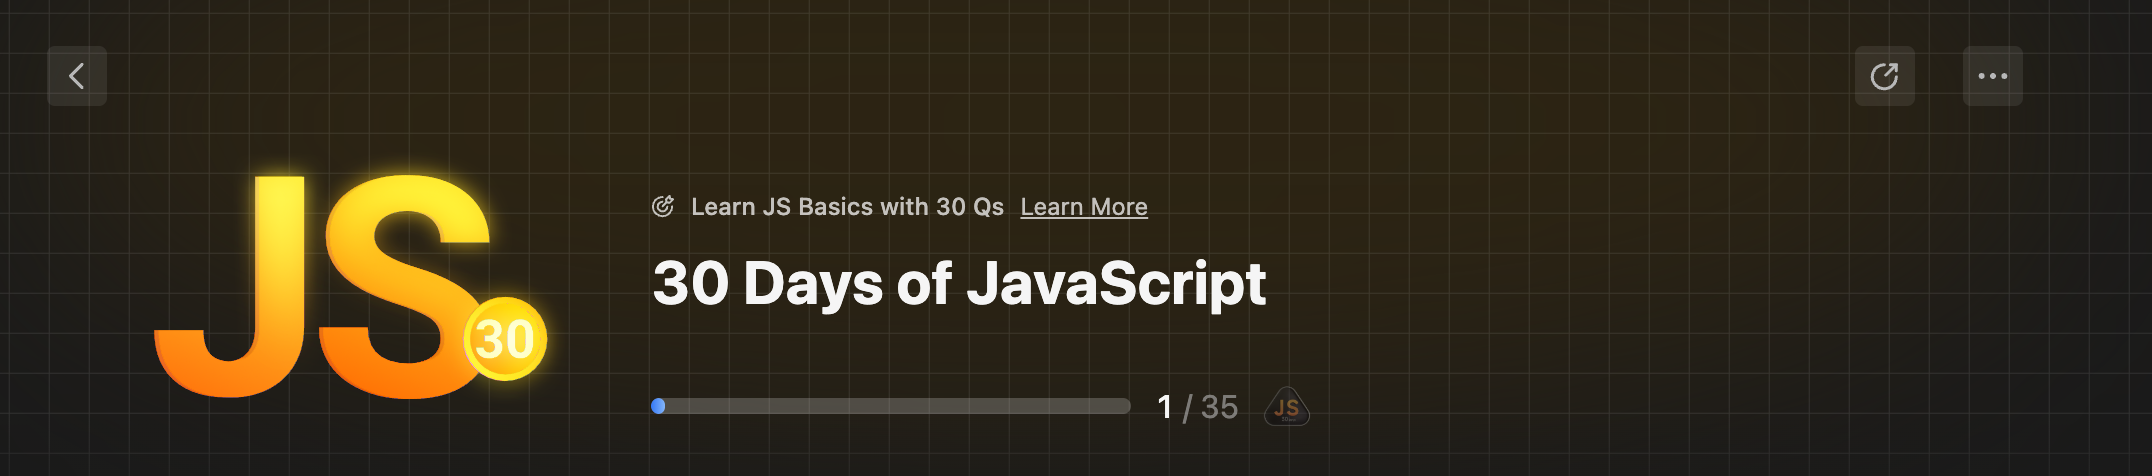 JS
30
Learn JS Basics with 30 Qs Learn More
30 Days of JavaScript
1 / 35
JS